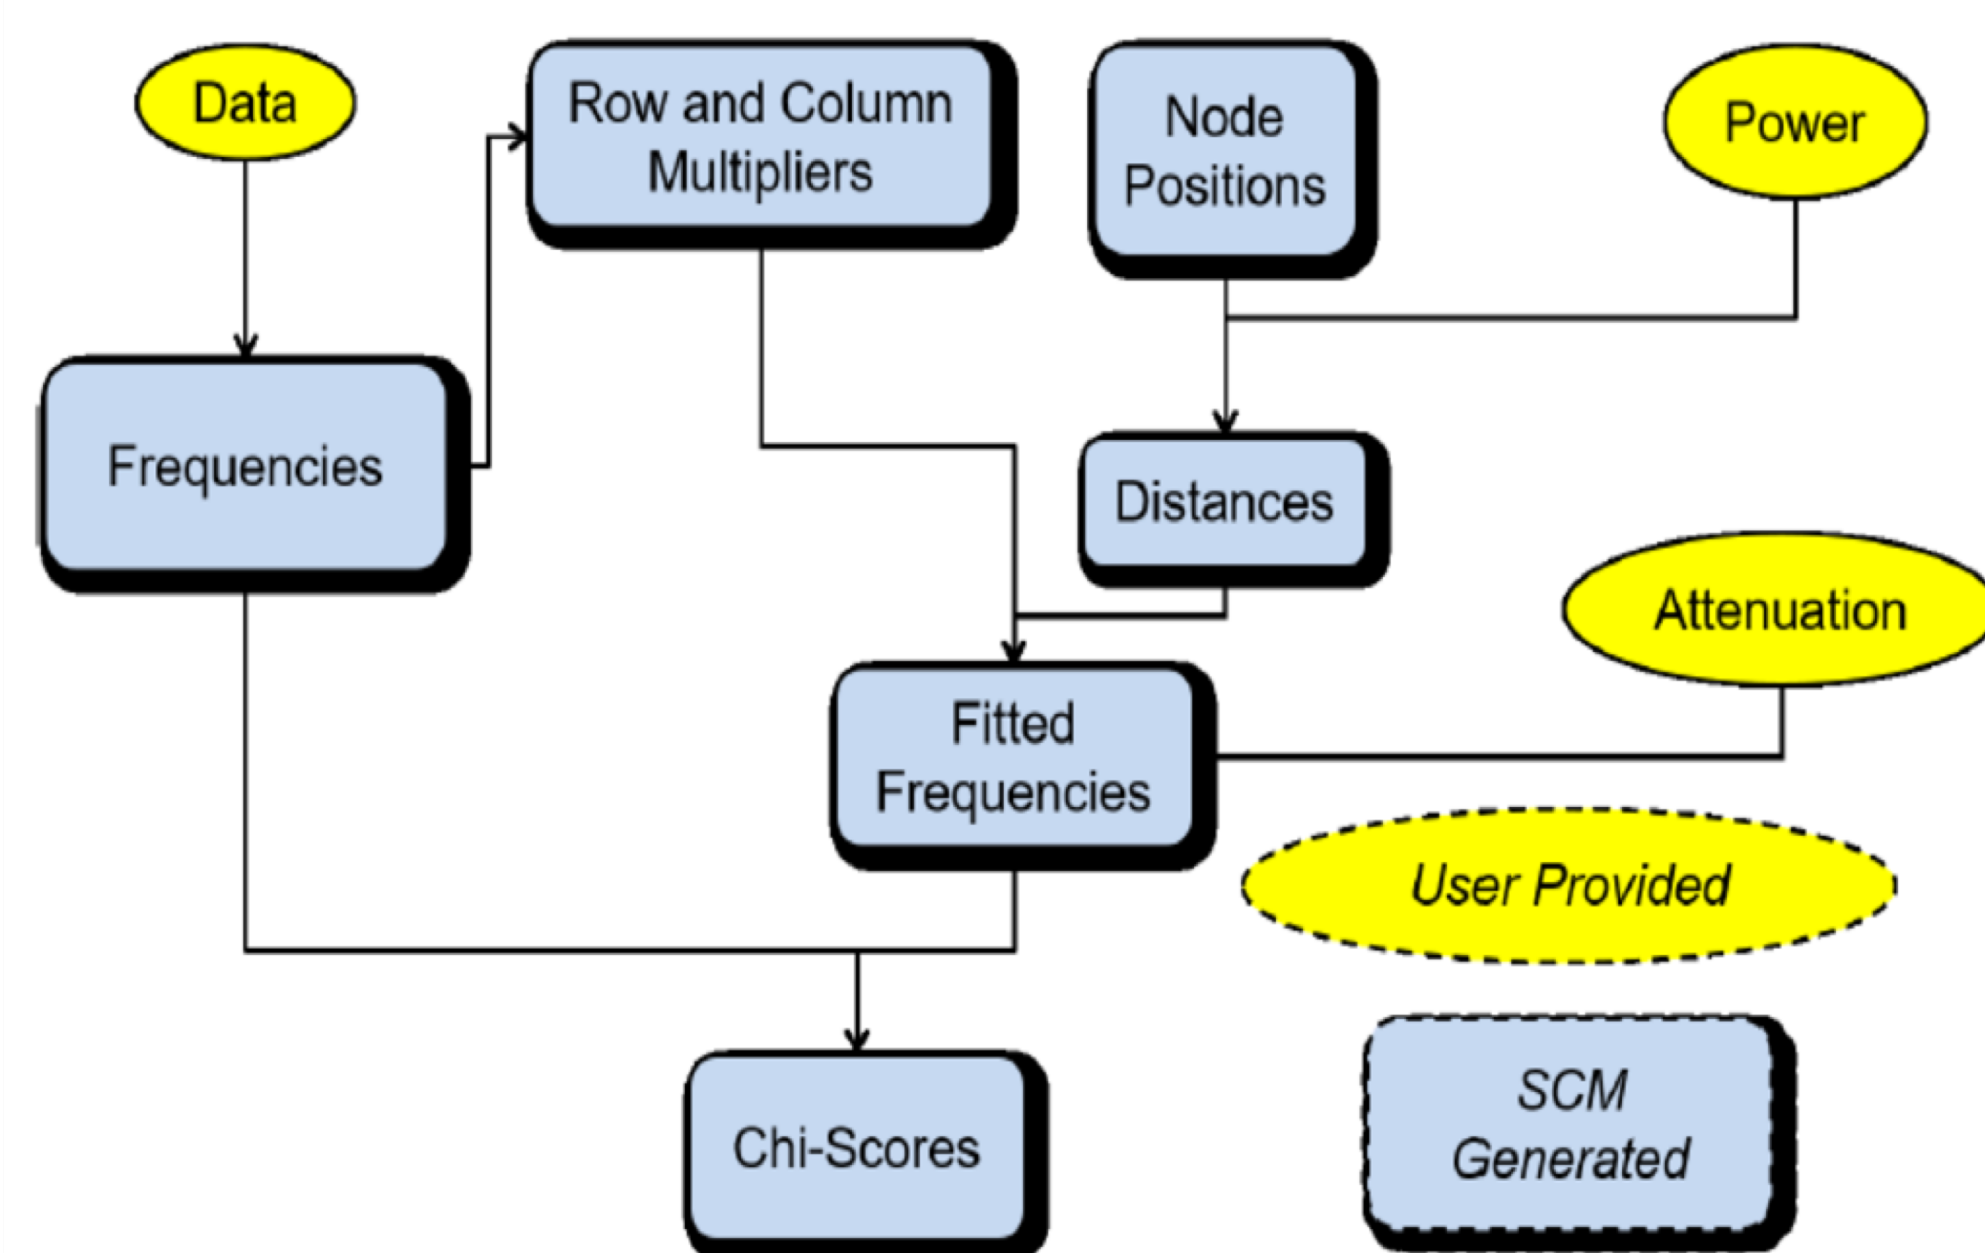 Data
Row and Column
Multipliers
Node
Positions
Power
Frequencies
Distances
Attenuation
Fitted
Frequencies
User Provided
SCM
Generated
Chi-Scores